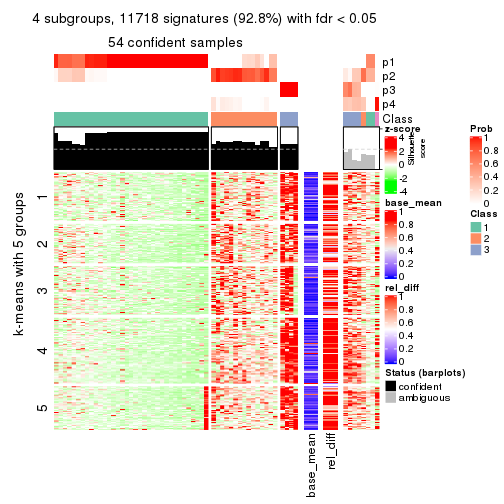 4 subgroups, 11718 signatures (92.8%) with fdr < 0.05
54 confident samples
p1
p2
p3
p4
Class
Silhouette
score
k-means with 5 groups
1
2
3
4
5
base_mean
rel_diff
z-score
4
2
0
-2
-4
base_mean
1
0.8
0.6
0.4
0.2
0
rel_diff
1
0.8
0.6
0.4
0.2
0
Status (barplots)
confident
ambiguous
Prob
1
0.8
0.6
0.4
0.2
0
Class
1
2
3